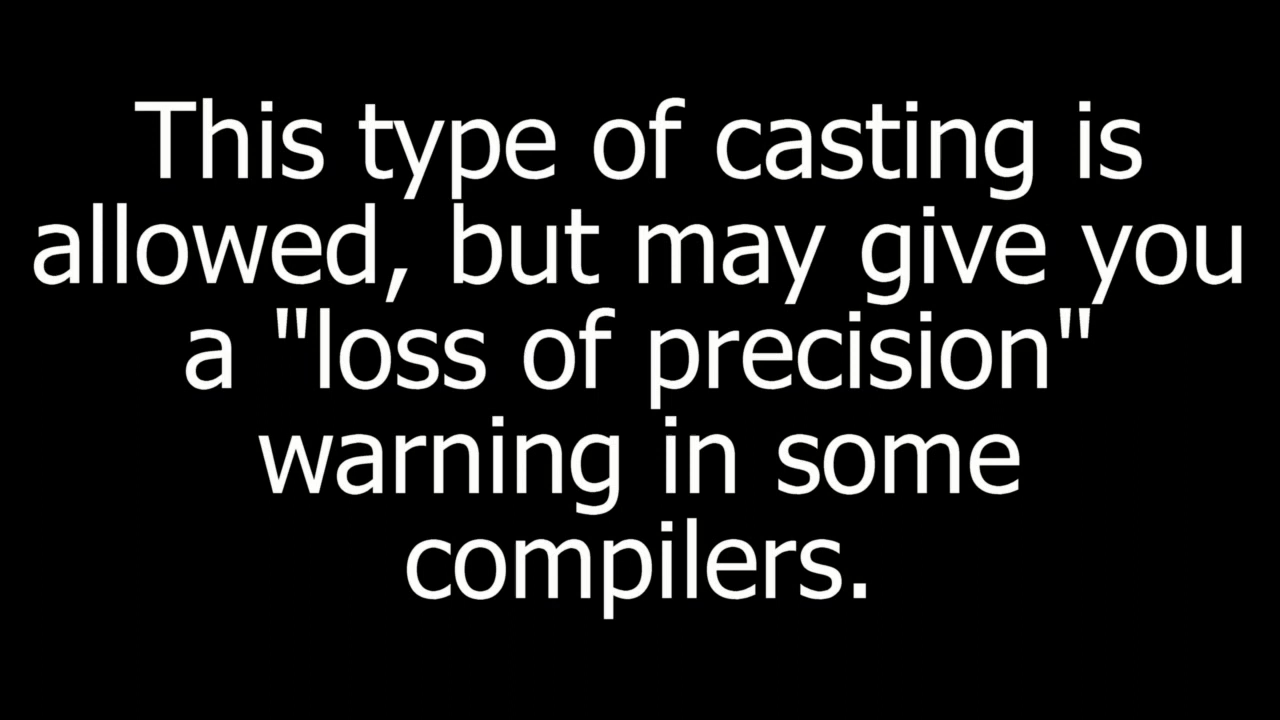 This type of casting is
allowed, but may give you
a "loss of precision"
warning in some
compilers.